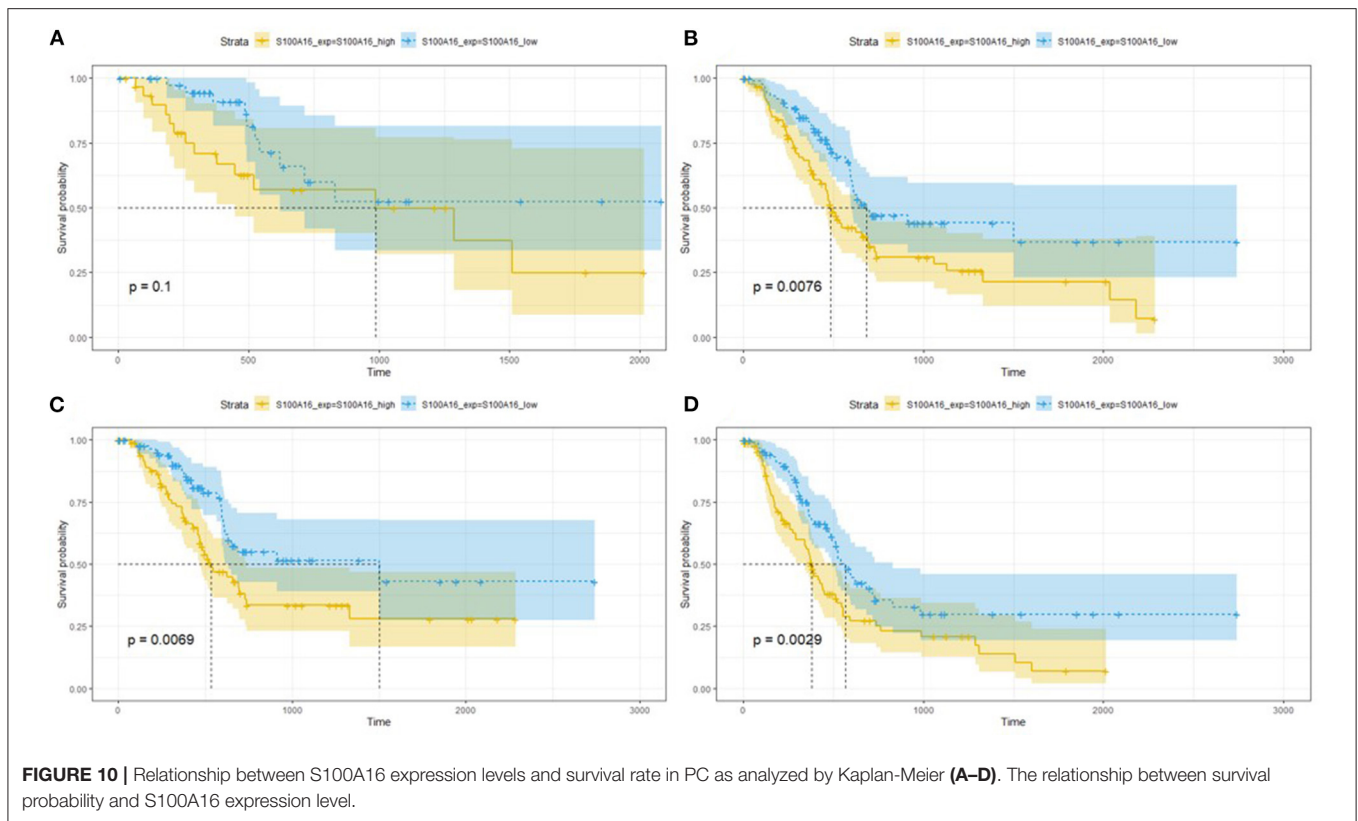 A
Strata S100A16_exp=S100A16_high S100A16_exp=S100A16_low
Survival probability
1.00
0.75
0.50
0.25
0.00
p = 0.1
0 500 1000 1500 2000
Time
B
Strata S100A16_exp=S100A16_high S100A16_exp=S100A16_low
Survival probability
1.00
0.75
0.50
0.25
0.00
p = 0.0076
0 1000 2000 3000
Time
C
Strata S100A16_exp=S100A16_high S100A16_exp=S100A16_low
Survival probability
1.00
0.75
0.50
0.25
0.00
p = 0.0069
0 1000 2000 3000
Time
D
Strata S100A16_exp=S100A16_high S100A16_exp=S100A16_low
Survival probability
1.00
0.75
0.50
0.25
0.00
p = 0.0029
0 1000 2000 3000
Time
FIGURE 10 | Relationship between S100A16 expression levels and survival rate in PC as analyzed by Kaplan-Meier (A–D). The relationship between survival
probability and S100A16 expression level.